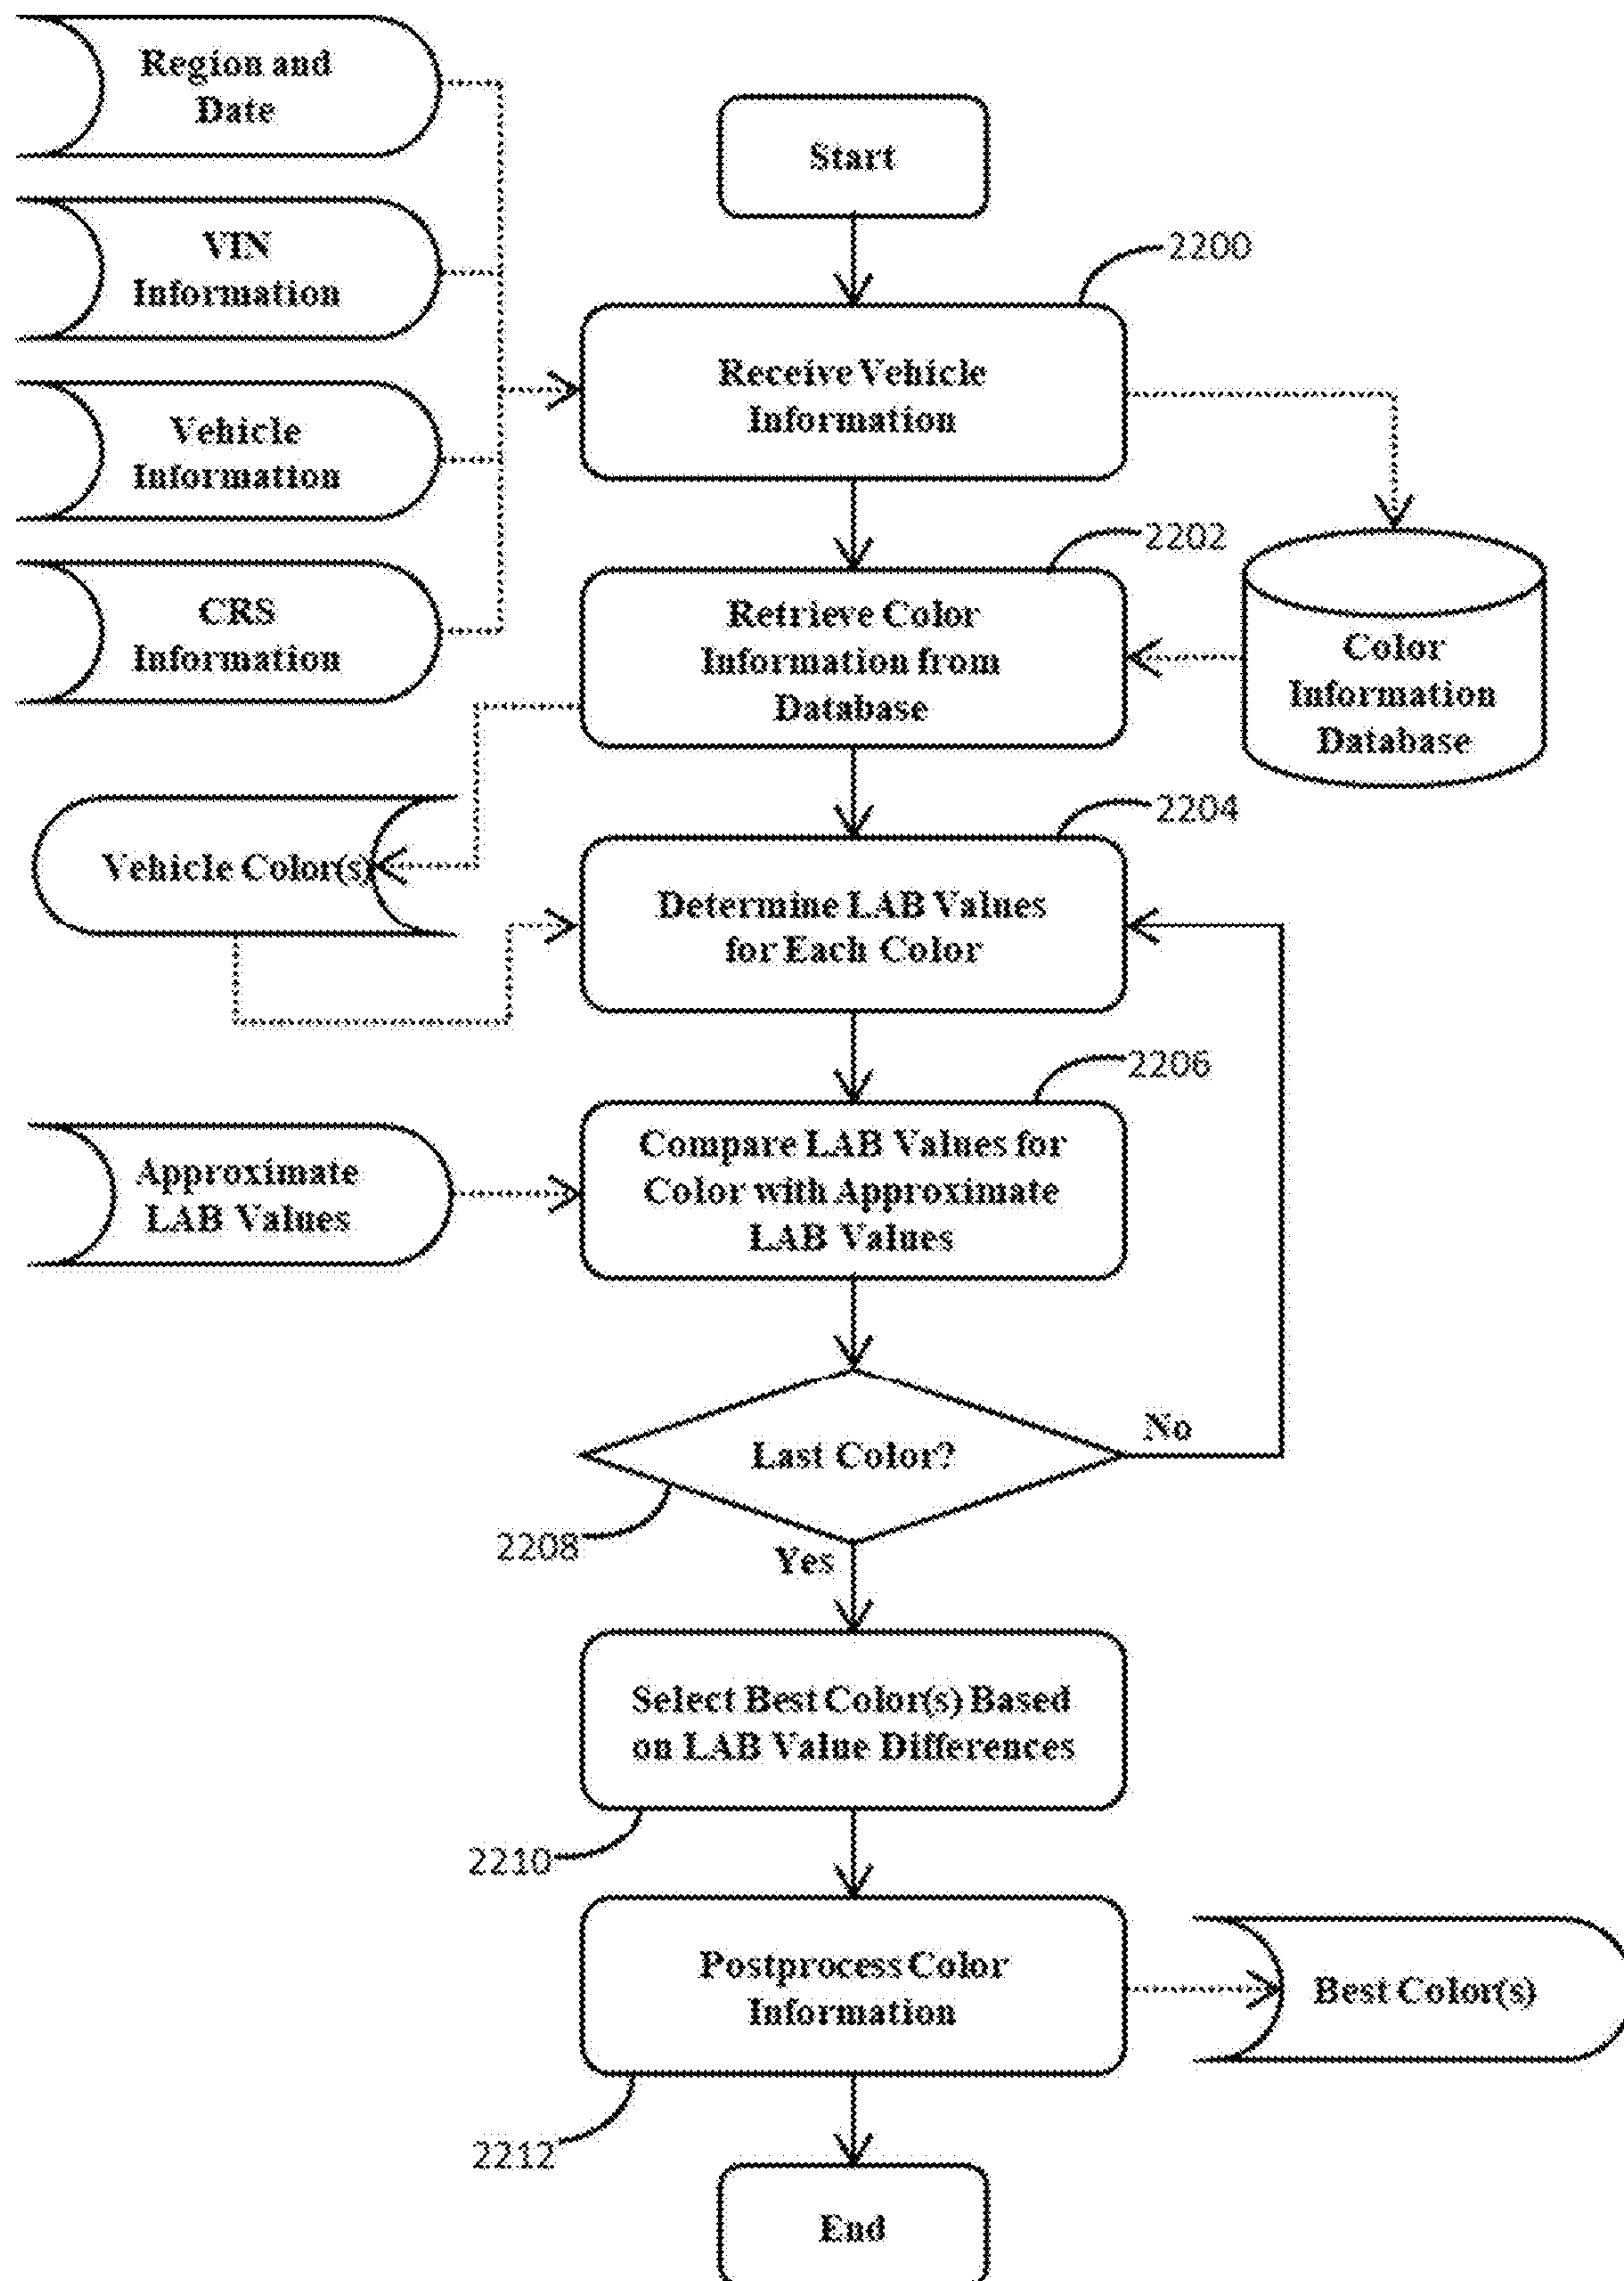 Region and
Date
Start
VIN
Information
2200
Receive Vehicle
Information
Vehicle
Information
2202
CRS
Information
Retrieve Color
Information from
Database
Color
Information
Database
2204
Vehicle Color(s)
Determine LAB Values
for Each Color
2206
Approximate
LAB Values
Compare LAB Values for
Color with Approximate
LAB Values
No
Last Color?
2208
Yes
Select Best Color(s) Based
on LAB Value Differences
2210
Postprocess Color
Information
Best Color(s)
2212
End